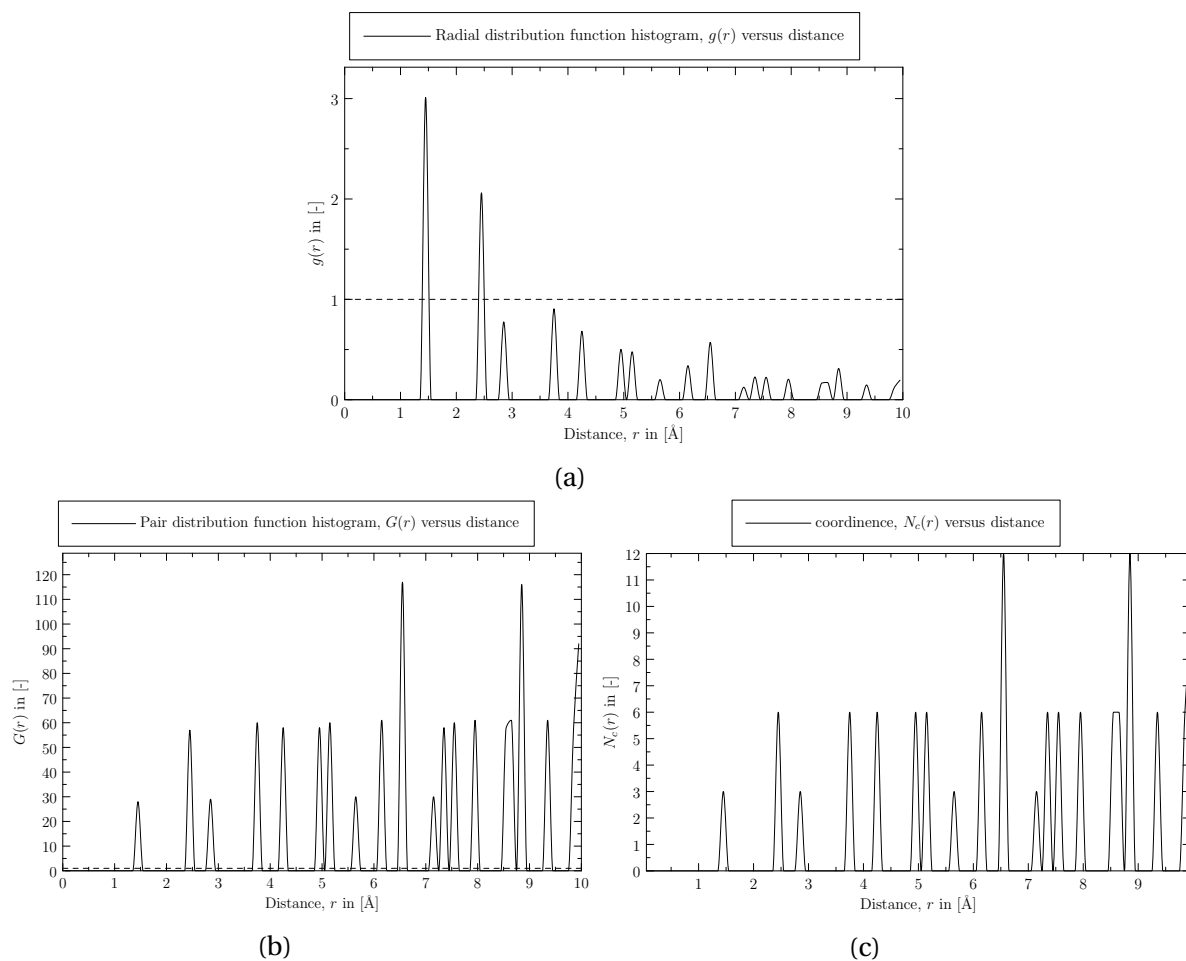 Radial distribution function histogram, g(r) versus distance
3
2
1
0
g(r) in [-]
0 1 2 3 4 5 6 7 8 9 10
Distance, r in [Å]
(a)
Pair distribution function histogram, G(r) versus distance
120
110
100
90
80
70
60
50
40
30
20
10
0
G(r) in [-]
0 1 2 3 4 5 6 7 8 9 10
Distance, r in [Å]
(b)
coordinence, N_c(r) versus distance
12
11
10
9
8
7
6
5
4
3
2
1
0
N_c(r) in [-]
1 2 3 4 5 6 7 8 9
Distance, r in [Å]
(c)